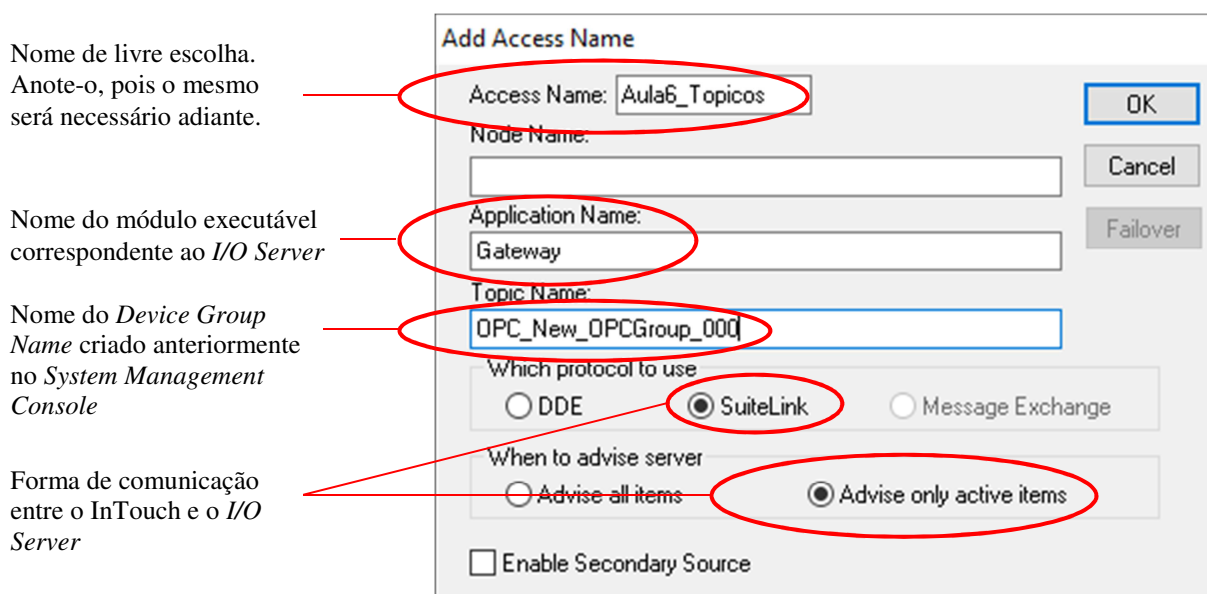 Nome de livre escolha.
Anote-o, pois o mesmo
será necessário adiante.
Nome do módulo executável
correspondente ao I/O Server
Nome do Device Group
Name criado anteriormente
no System Management
Console
Forma de comunicação
entre o InTouch e o I/O
Server
Add Access Name
Access Name: Aula6_Topicos
OK
Node Name:
Cancel
Application Name:
Failover
Gateway
Topic Name:
OPC_New_OPCGroup_000
Which protocol to use
DDE SuiteLink Message Exchange
When to advise server
Advise all items Advise only active items
Enable Secondary Source